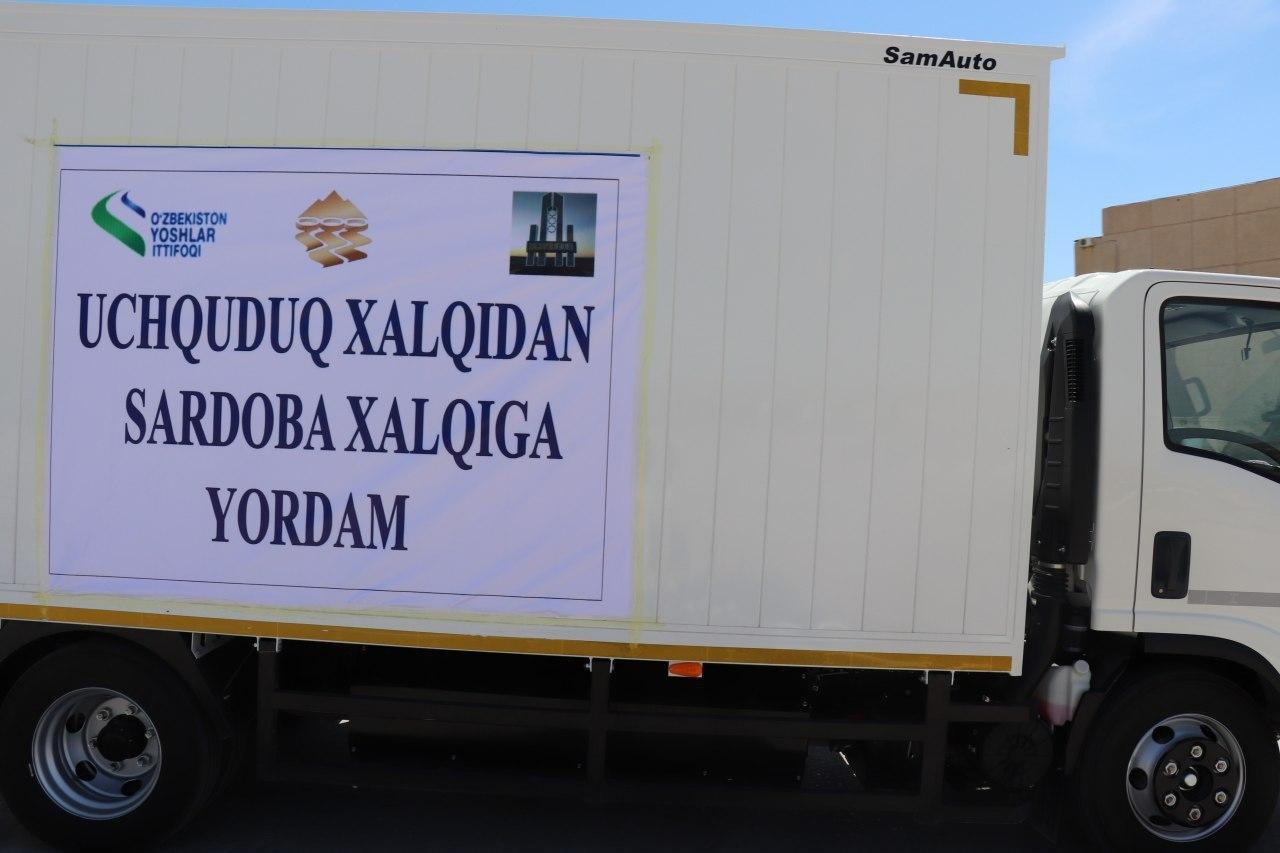 SamAuto
O'ZBEKISTON
YOSHLAR
ITTIFOQI
UCHQUDUQ XALQIDAN
SARDOBA XALQIGA
YORDAM